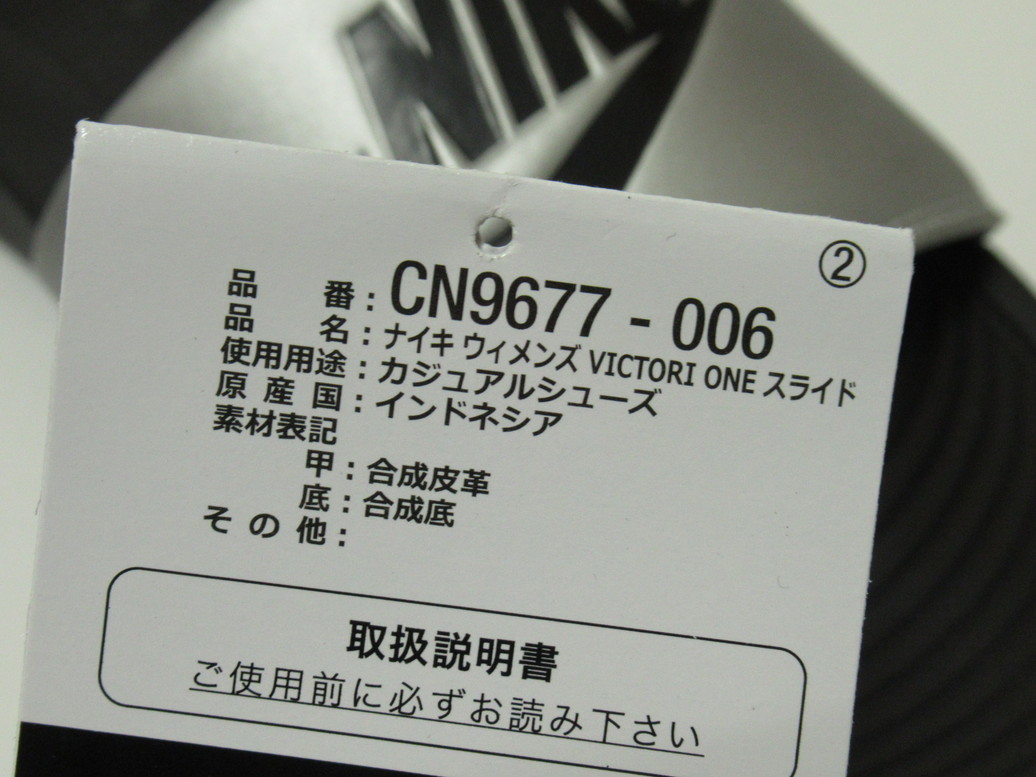 NIKE
②
品番：CN9677-006
品名：ナイキ ウィメンズ VICTORI ONE スライド
使用用途：カジュアルシューズ
原産国：インドネシア
素材表記
甲：合成皮革
底：合成底
その他：
取扱説明書
ご使用前に必ずお読み下さい